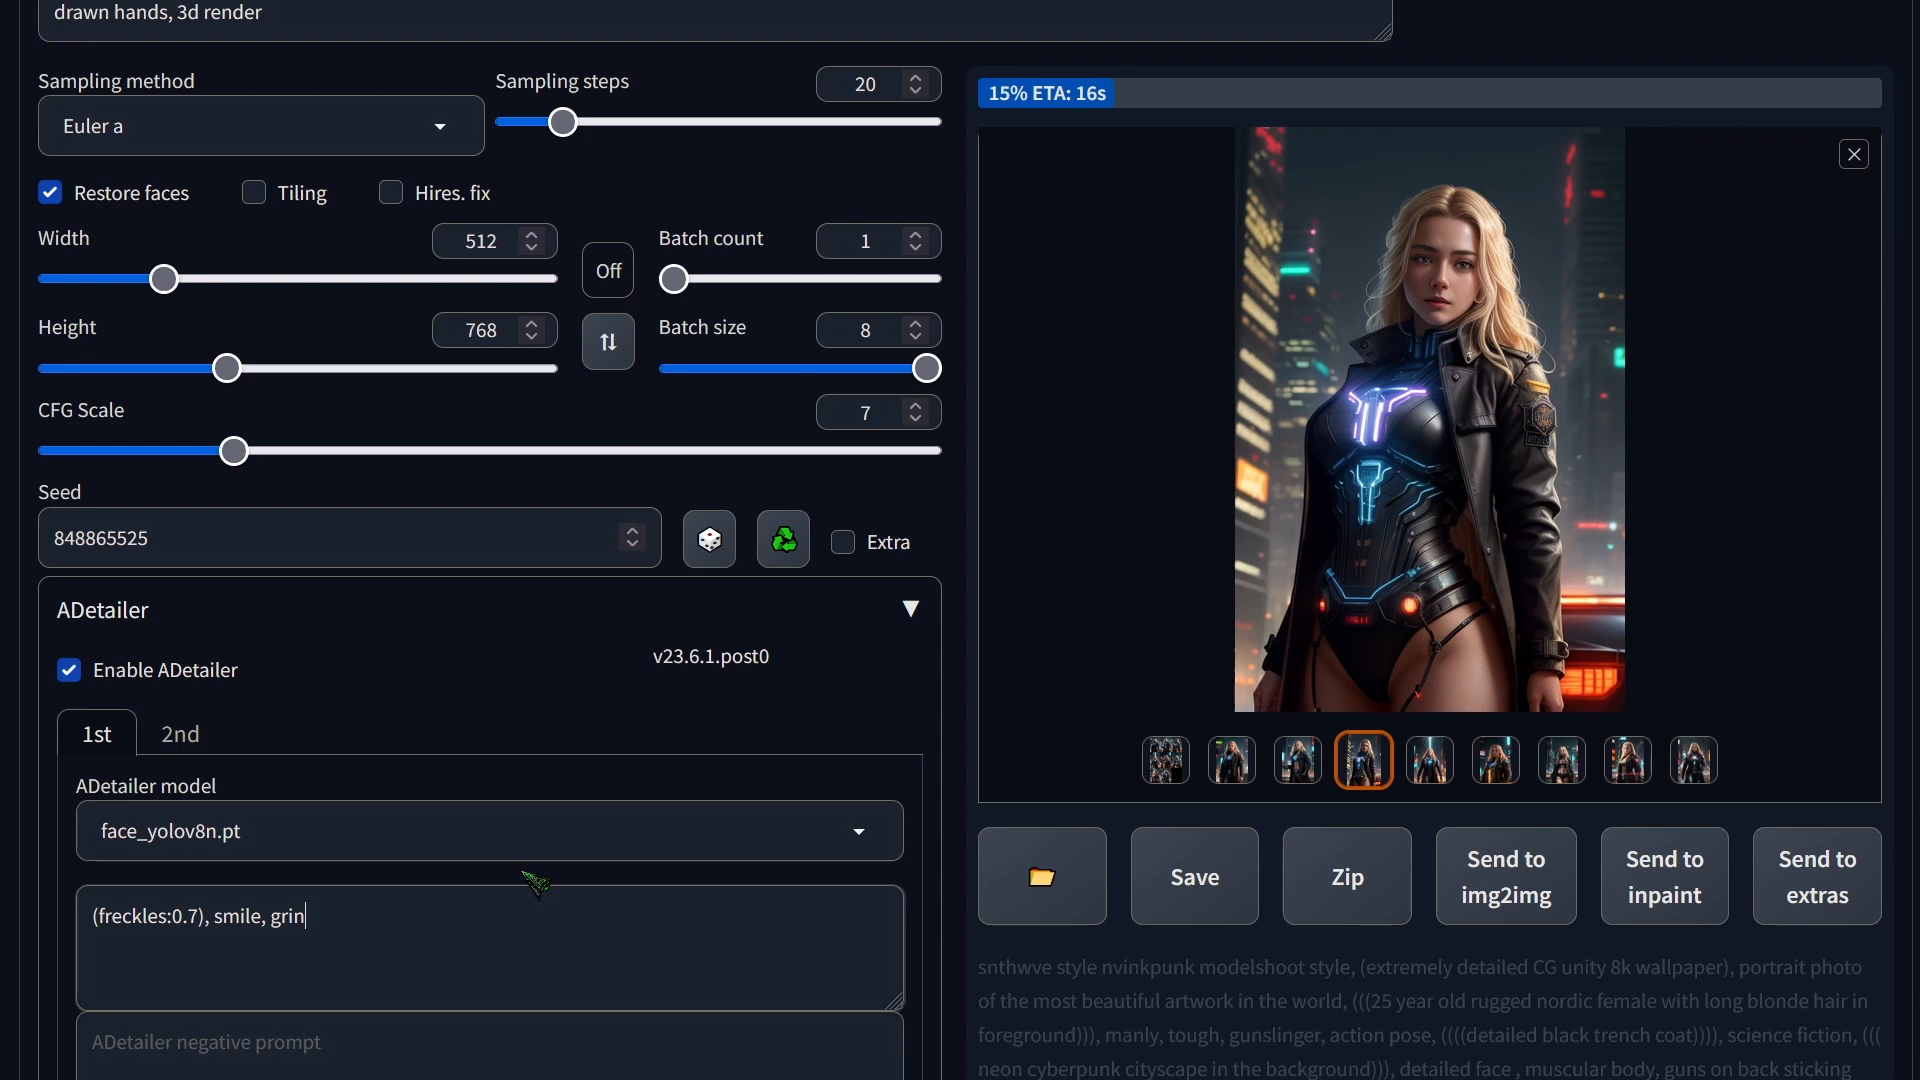 drawn hands, 3d render
Sampling method
Euler a
Sampling steps
20
15% ETA: 16s
Restore faces
Tiling
Hires. fix
Width
512
Off
Batch count
1
Height
768
Batch size
8
CFG Scale
7
Seed
848865525
Extra
ADetailer
v23.6.1.post0
Enable ADetailer
1st
2nd
ADetailer model
face_yolov8n.pt
(freckles:0.7), smile, grin
ADetailer negative prompt
Save
Zip
Send to
img2img
Send to
inpaint
Send to
extras
snthwve style nvinkpunk modelshoot style, (extremely detailed CG unity 8k wallpaper), portrait photo
of the most beautiful artwork in the world, (((25 year old rugged nordic female with long blonde hair in
foreground))), manly, tough, gunslinger, action pose, ((((detailed black trench coat)))), science fiction, (((
neon cyberpunk cityscape in the background))), detailed face , muscular body, guns on back sticking